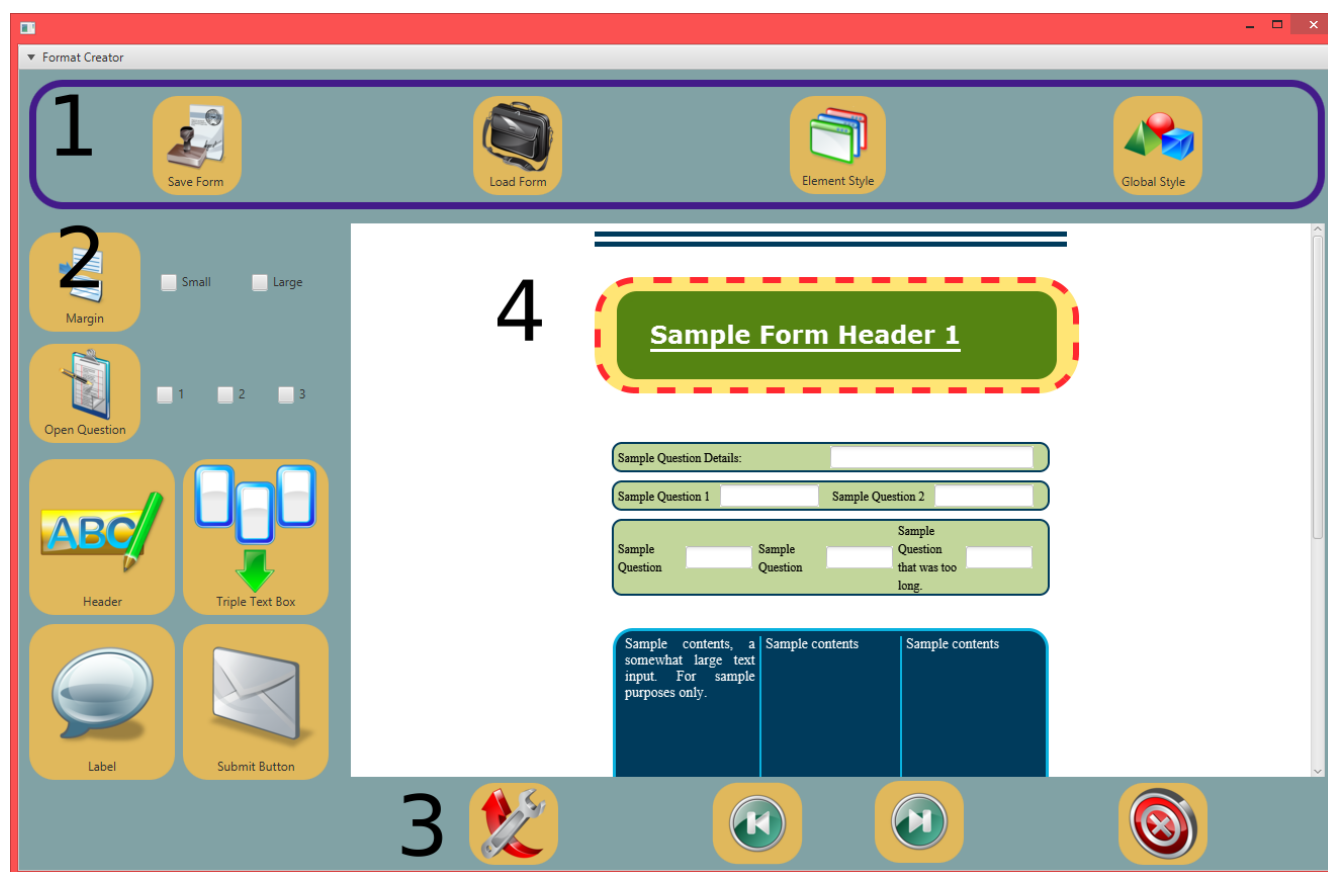 Format Creator
1
Save Form
Load Form
Element Style
Global Style
2
Margin
Small
Large
Open Question
1
2
3
ABC
Header
Triple Text Box
Label
Submit Button
4
Sample Form Header 1
Sample Question Details:
Sample Question 1
Sample Question 2
Sample
Question
Sample
Question
Sample
Question
that was too
long.
Sample contents, a
somewhat large text
input. For sample
purposes only.
Sample contents
Sample contents
3